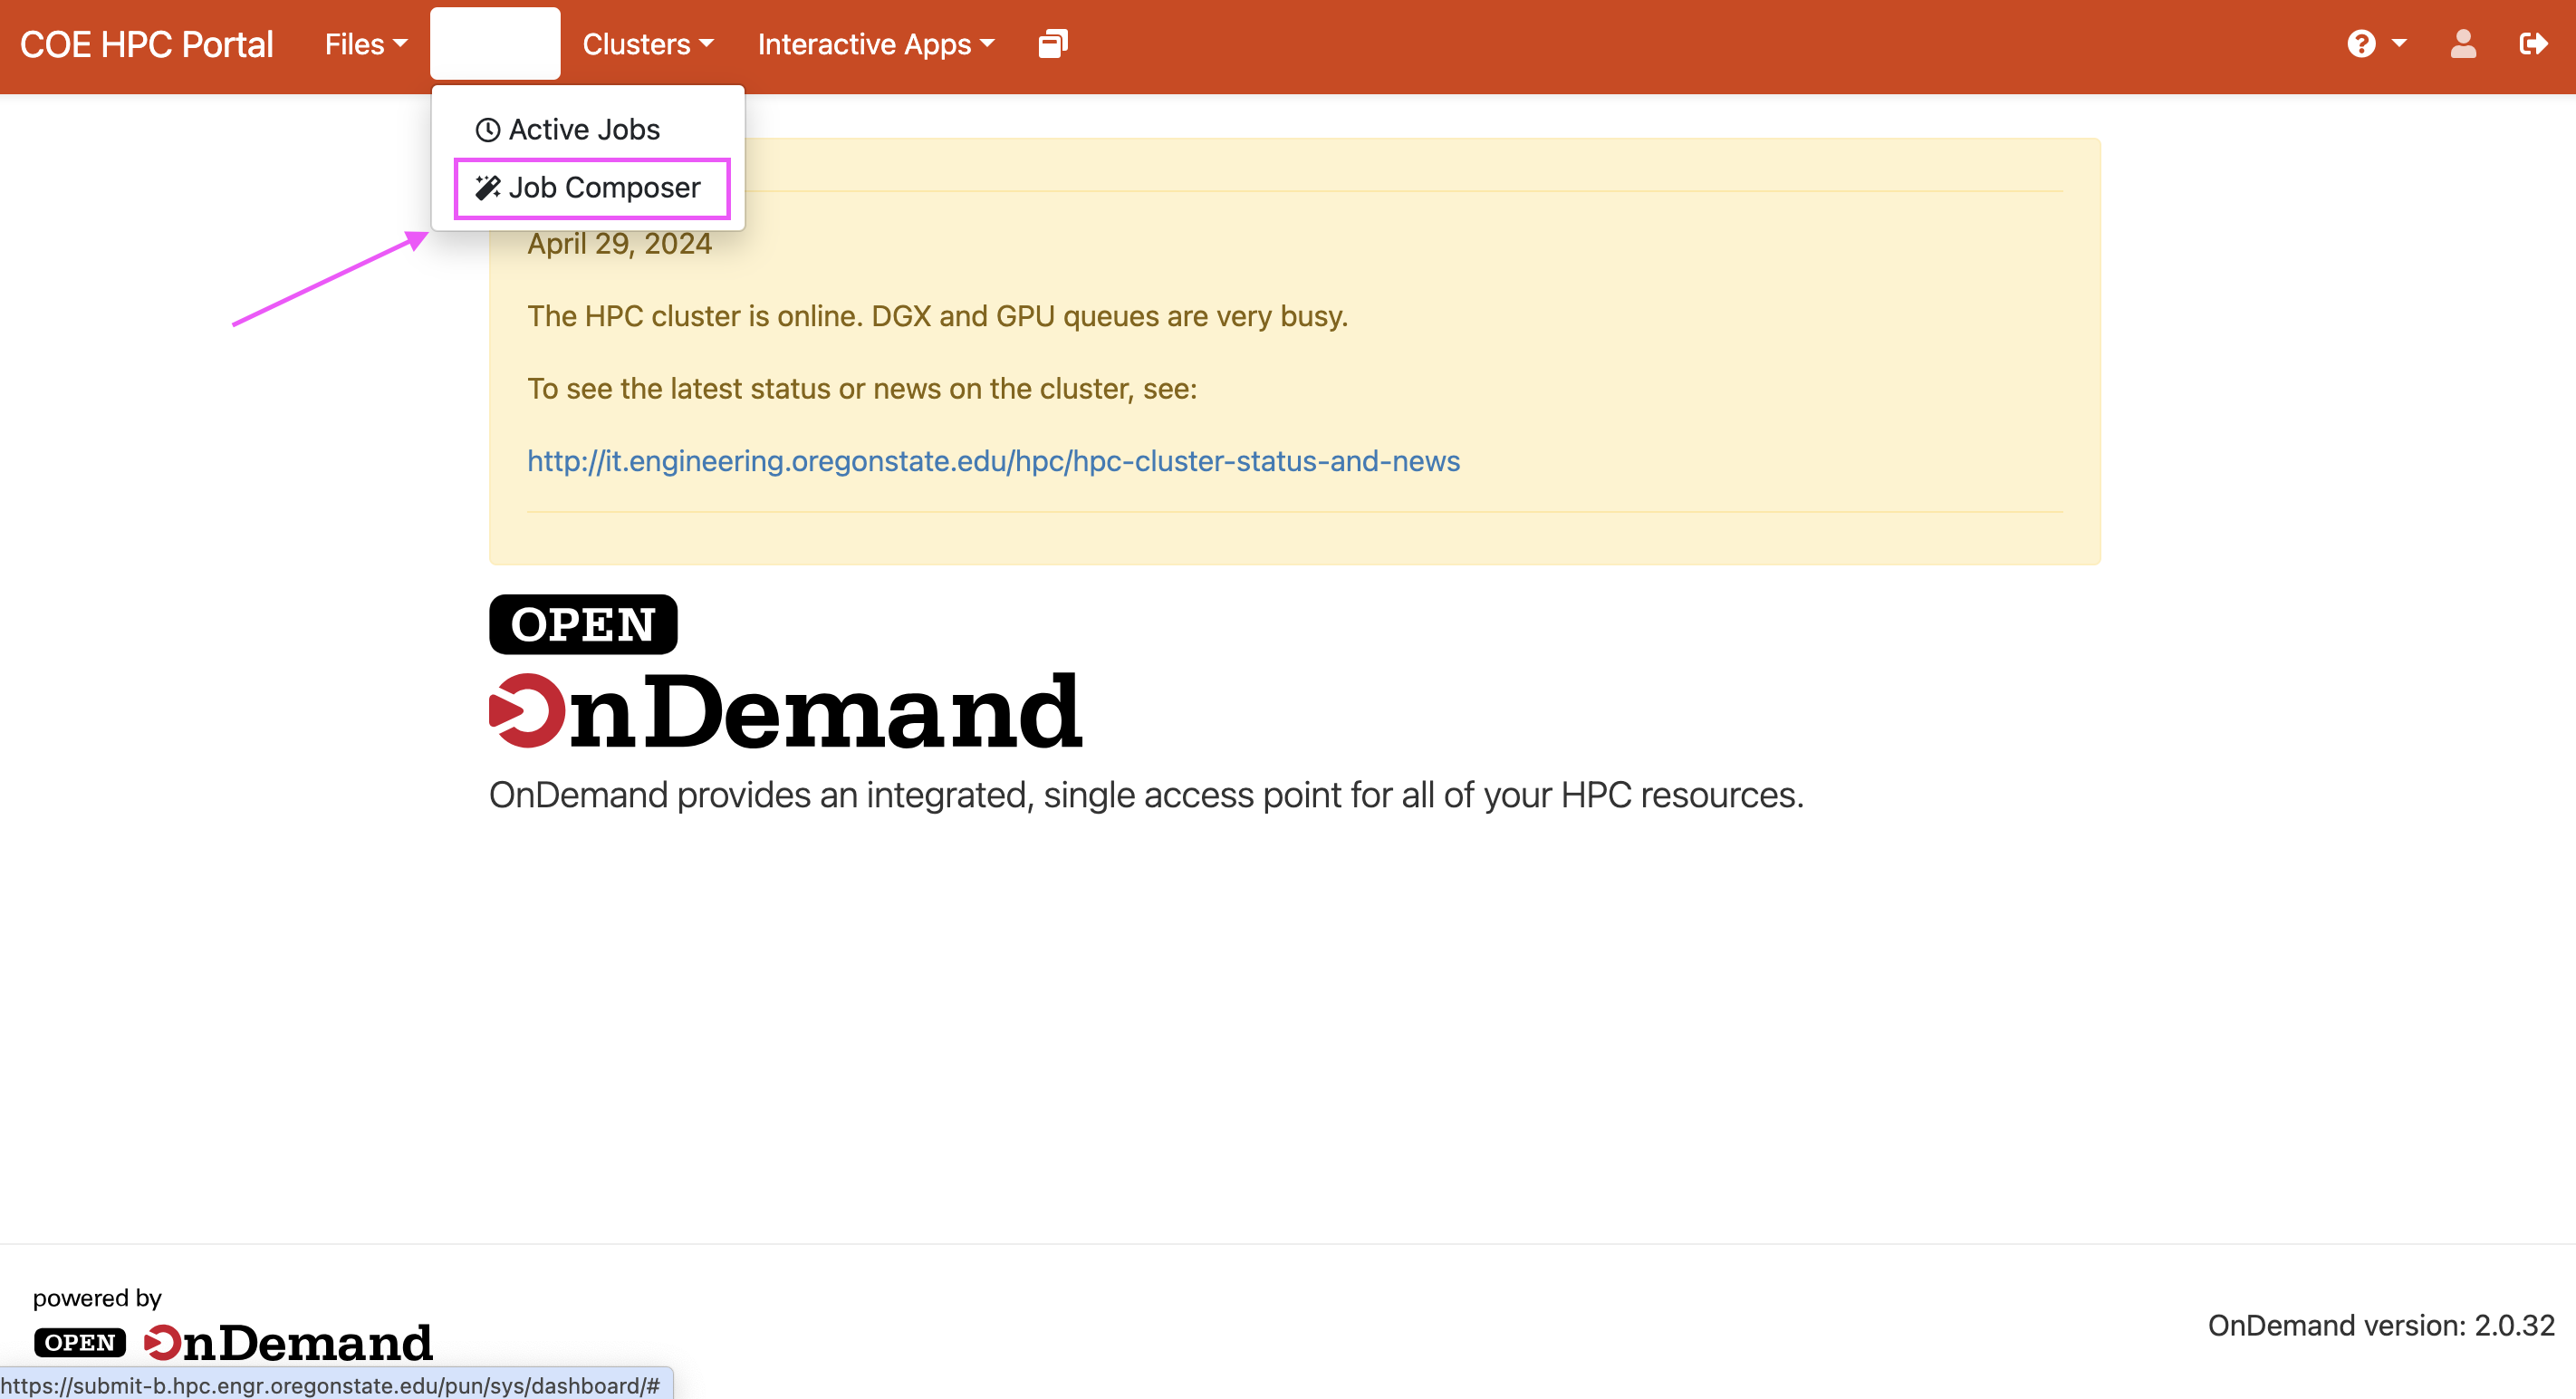 COE HPC Portal Files Clusters Interactive Apps
Active Jobs
Job Composer
April 29, 2024
The HPC cluster is online. DGX and GPU queues are very busy.
To see the latest status or news on the cluster, see:
http://it.engineering.oregonstate.edu/hpc/hpc-cluster-status-and-news
OPEN
OnDemand
OnDemand provides an integrated, single access point for all of your HPC resources.
powered by
OPEN OnDemand
OnDemand version: 2.0.32
https://submit-b.hpc.engr.oregonstate.edu/pun/sys/dashboard/#